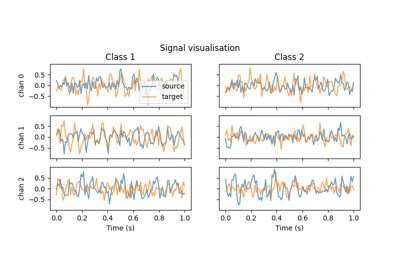 Signal visualisation
Class 1 Class 2
chan 0
0.5
0.0
−0.5
source
target
chan 1
0.5
0.0
−0.5
chan 2
0.5
0.0
−0.5
0.0 0.2 0.4 0.6 0.8 1.0
0.0 0.2 0.4 0.6 0.8 1.0
Time (s) Time (s)